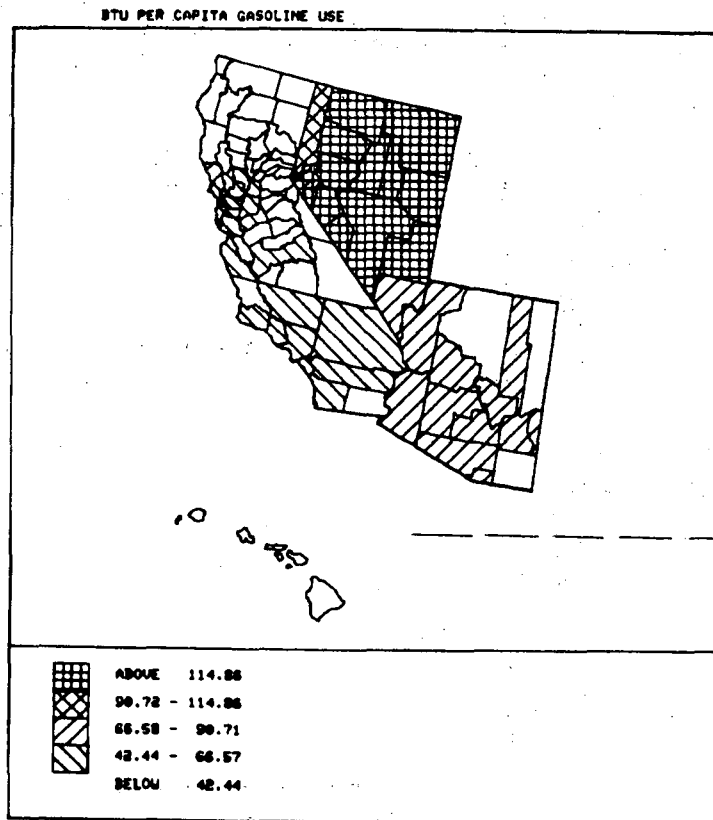 BTU PER CAPITA GASOLINE USE
ABOVE 114.86
90.72 - 114.86
66.58 - 90.71
42.44 - 66.57
BELOW 42.44